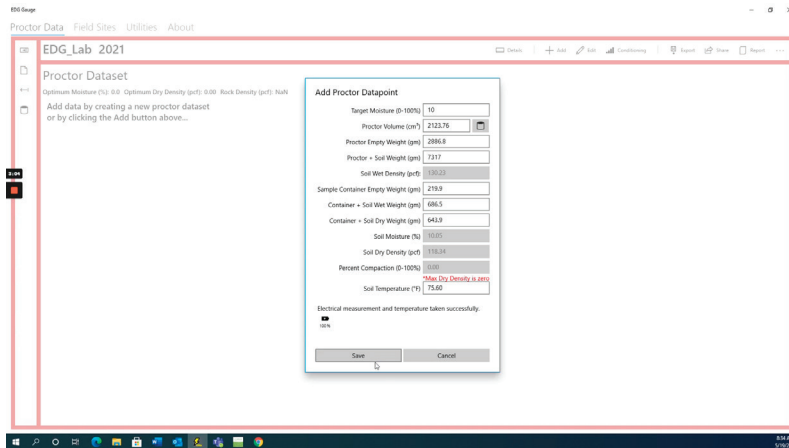 EDG Gauge
Proctor Data Field Sites Utilities About
EDG_Lab 2021
Details Add Edit Conditioning Export Share Report
Proctor Dataset
Optimum Moisture (%): 0.0 Optimum Dry Density (pcf): 0.00 Rock Density (pcf): NaN
Add data by creating a new proctor dataset
or by clicking the Add button above...
Add Proctor Datapoint
Target Moisture (0-100%) 10
Proctor Volume (cm³) 2123.76
Proctor Empty Weight (gm) 2886.8
Proctor + Soil Weight (gm) 7317
Soil Wet Density (pcf): 130.23
Sample Container Empty Weight (gm) 219.9
Container + Soil Wet Weight (gm) 686.5
Container + Soil Dry Weight (gm) 643.9
Soil Moisture (%) 10.05
Soil Dry Density (pcf) 118.34
Percent Compaction (0-100%) 0.00
*Max Dry Density is zero
Soil Temperature (°F) 75.60
Electrical measurement and temperature taken successfully.
100%
Save Cancel
2:04
8:54